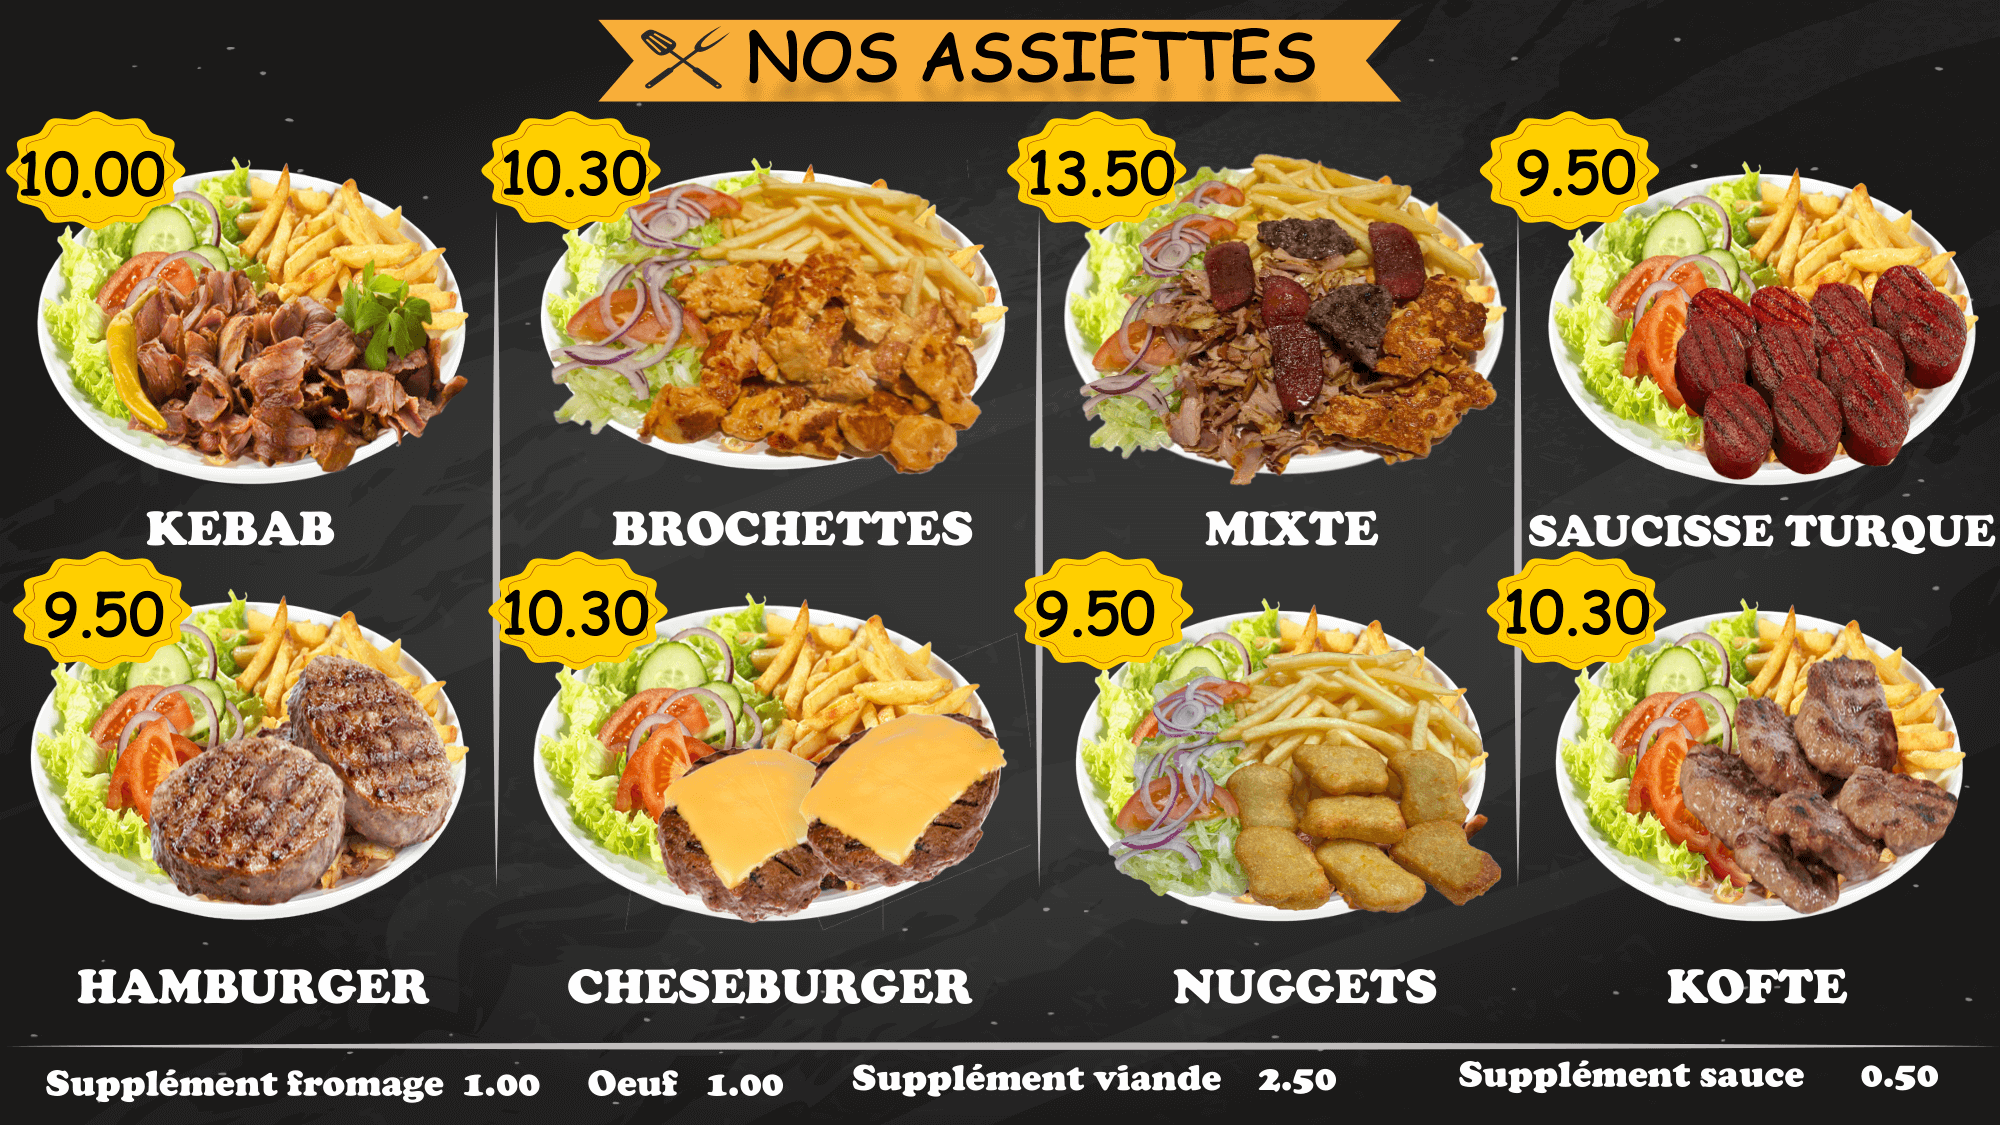 NOS ASSIETTES
10.00
10.30
13.50
9.50
KEBAB
BROCHETTES
MIXTE
SAUCISSE TURQUE
9.50
10.30
9.50
10.30
HAMBURGER
CHESEBURGER
NUGGETS
KOFTE
Supplément fromage 1.00
Oeuf 1.00
Supplément viande 2.50
Supplément sauce 0.50